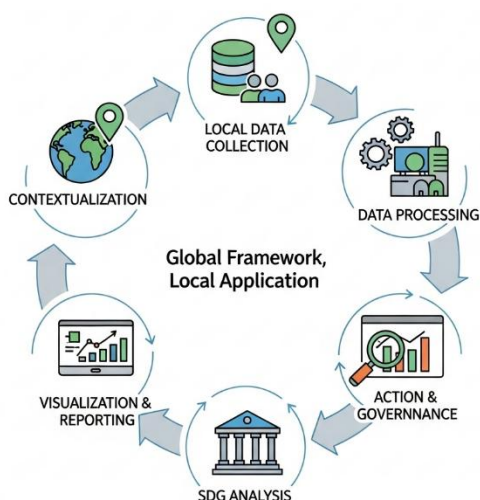 LOCAL DATA
COLLECTION
DATA PROCESSING
ACTION &
GOVERNNANCE
SDG ANALYSIS
VISUALIZATION &
REPORTING
CONTEXTUALIZATION
Global Framework,
Local Application